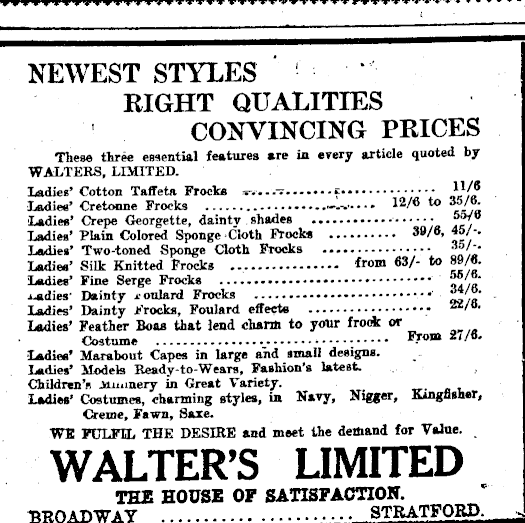 NEWEST STYLES
RIGHT QUALITIES
CONVINCING PRICES
These three essential features are in every article quoted by
WALTERS, LIMITED.
Ladies' Cotton Taffeta Frocks .......... 11/6
Ladies' Cretonne Frocks .......... 12/6 to 35/6.
Ladies' Crepe Georgette, dainty shades .......... 55/6
Ladies' Plain Colored Sponge Cloth Frocks .......... 39/6, 45/-.
Ladies' Two-toned Sponge Cloth Frocks .......... 35/-.
Ladies' Silk Knitted Frocks .......... from 63/- to 89/6.
Ladies' Fine Serge Frocks .......... 55/6.
Ladies' Dainty Foulard Frocks .......... 34/6.
Ladies' Dainty Frocks, Foulard effects .......... 22/6.
Ladies' Feather Boas that lend charm to your frock or
Costume .......... From 27/6.
Ladies' Marabout Capes in large and small designs.
Ladies' Models Ready-to-Wears, Fashion's latest.
Children's Millinery in Great Variety.
Ladies' Costumes, charming styles, in Navy, Nigger, Kingfisher,
Creme, Fawn, Saxe.
WE FULFIL THE DESIRE and meet the demand for Value.
WALTER'S LIMITED
THE HOUSE OF SATISFACTION.
BROADWAY .......... STRATFORD.